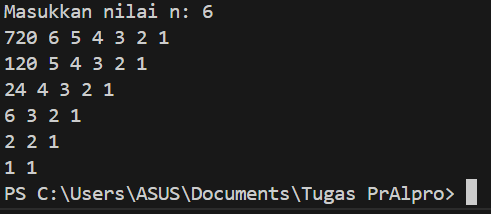 Masukkan nilai n: 6
720 6 5 4 3 2 1
120 5 4 3 2 1
24 4 3 2 1
6 3 2 1
2 2 1
1 1
PS C:\Users\ASUS\Documents\Tugas PrAlpro>